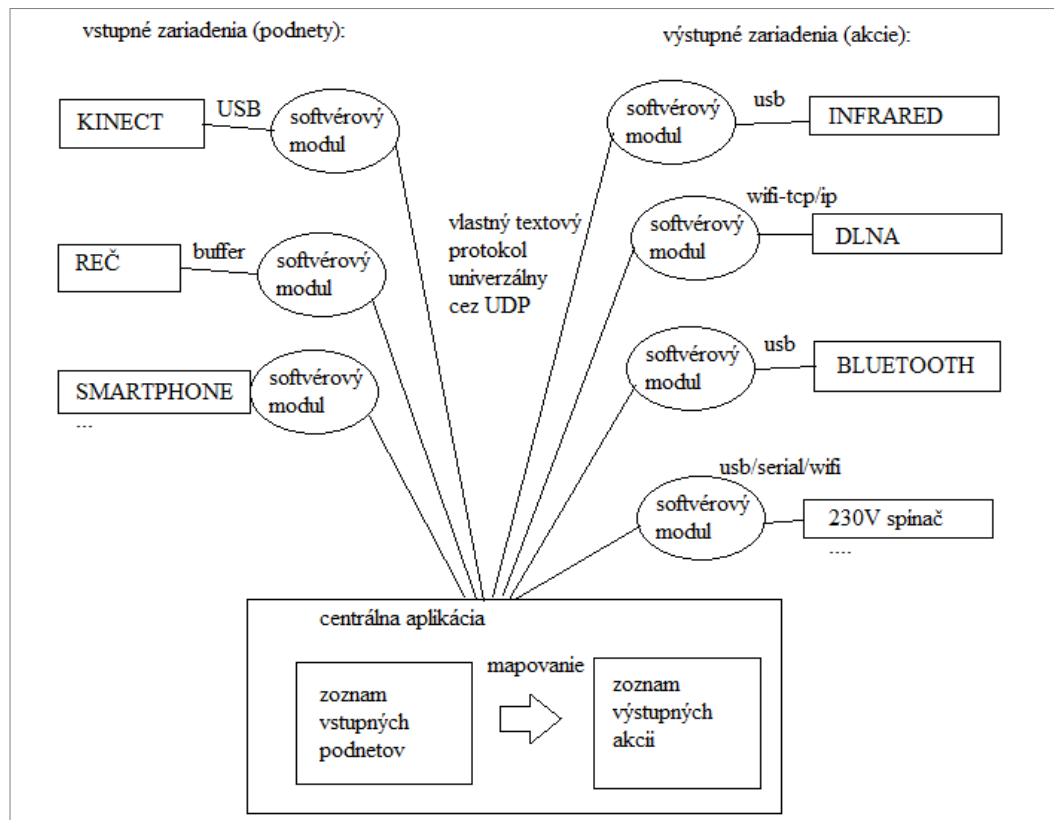 vstupné zariadenia (podnety):
KINECT
USB
softvérový
modul
REČ
buffer
softvérový
modul
SMARTPHONE
softvérový
modul
---
vlastný textový
protokol
univerzálny
cez UDP
výstupné zariadenia (akcie):
softvérový
modul
usb
INFRARED
softvérový
modul
wifi-tcp/ip
DLNA
softvérový
modul
usb
BLUETOOTH
usb/serial/wifi
softvérový
modul
230V spínač
....
centrálna aplikácia
zoznam
vstupných
podnetov
mapovanie
zoznam
výstupných
akcii